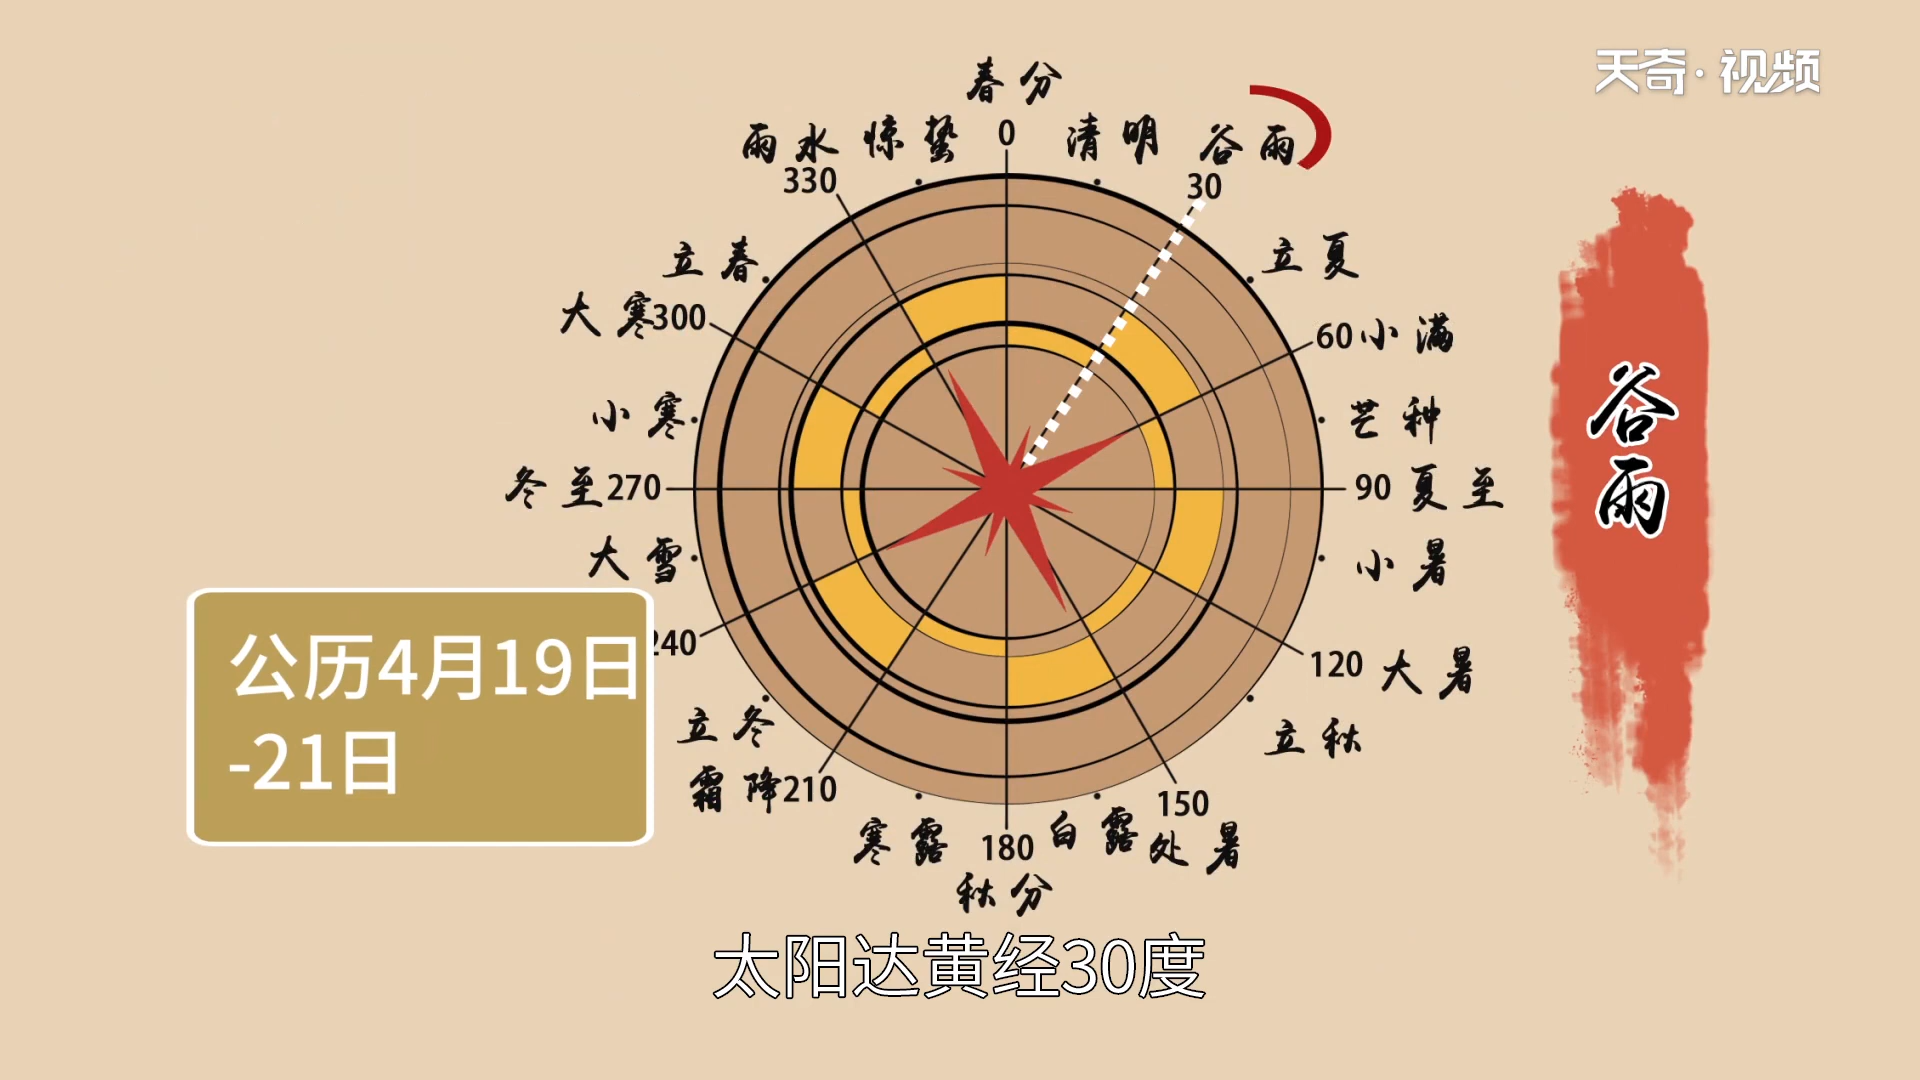 天奇·视频
春分
雨水 惊蛰 0 清明 谷雨
330
30
立春
立夏
大寒300
60小满
小寒
芒种
冬至270
90 夏至
大雪
小暑
240
120 大暑
立冬
立秋
霜降210
150
寒露 180 白露 处暑
秋分
谷
雨
公历4月19日
-21日
太阳达黄经30度